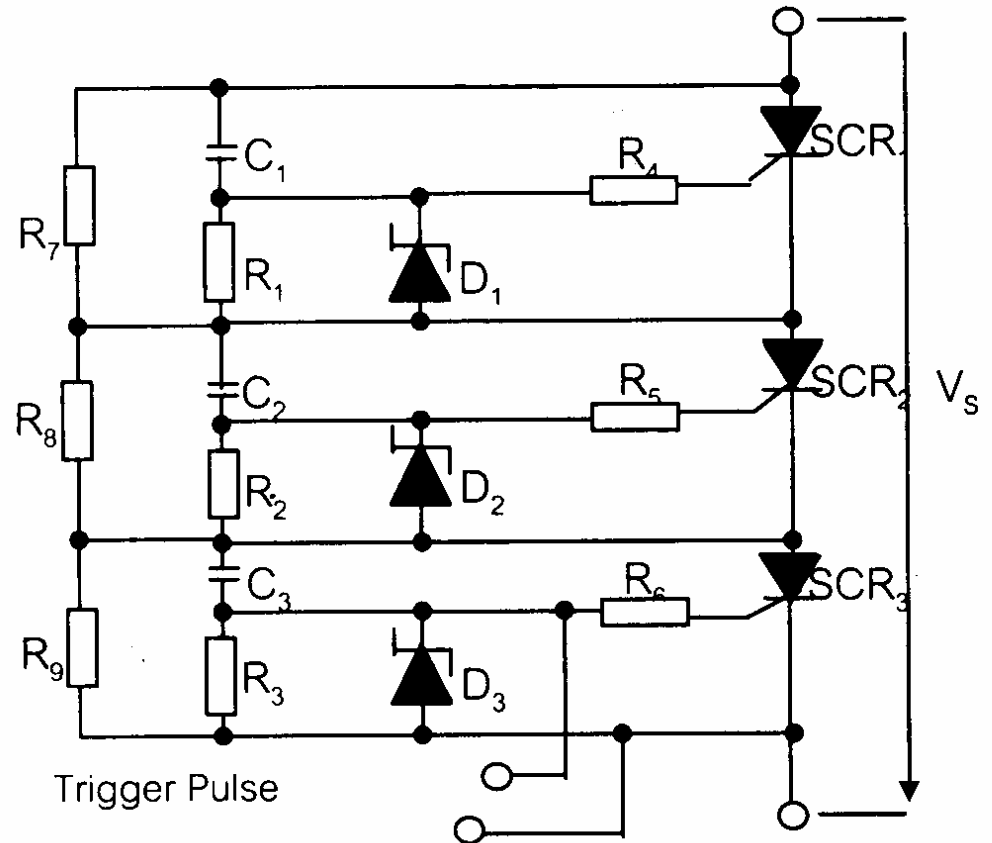 SCR1
R4
C1
R7
R1
D1
SCR2
R5
C2
VS
R8
R2
D2
SCR3
R6
C3
R9
R3
D3
Trigger Pulse